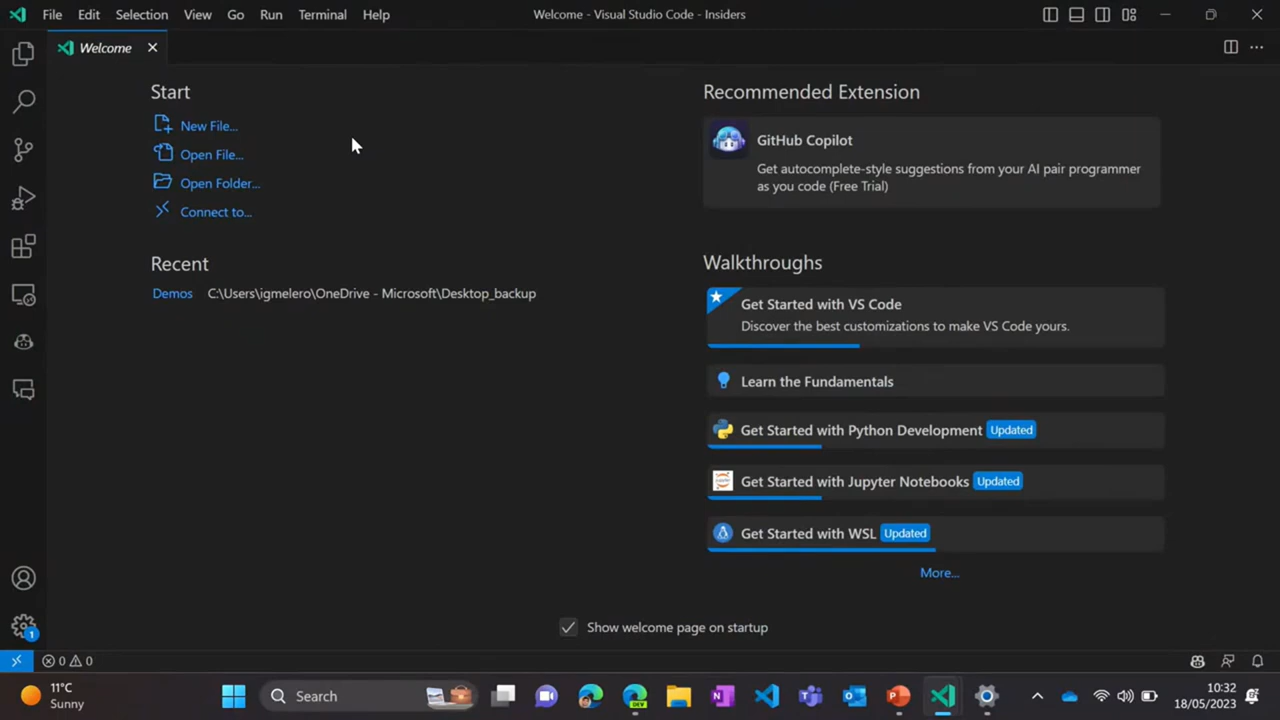 File Edit Selection View Go Run Terminal Help
Welcome - Visual Studio Code - Insiders
Welcome
Start
New File...
Open File...
Open Folder...
Connect to...
Recent
Demos C:\Users\igmelero\OneDrive - Microsoft\Desktop_backup
Recommended Extension
GitHub Copilot
Get autocomplete-style suggestions from your AI pair programmer
as you code (Free Trial)
Walkthroughs
Get Started with VS Code
Discover the best customizations to make VS Code yours.
Learn the Fundamentals
Get Started with Python Development Updated
Get Started with Jupyter Notebooks Updated
Get Started with WSL Updated
More...
Show welcome page on startup
1
0 0
11°C
Sunny
Search
DEV
10:32
18/05/2023